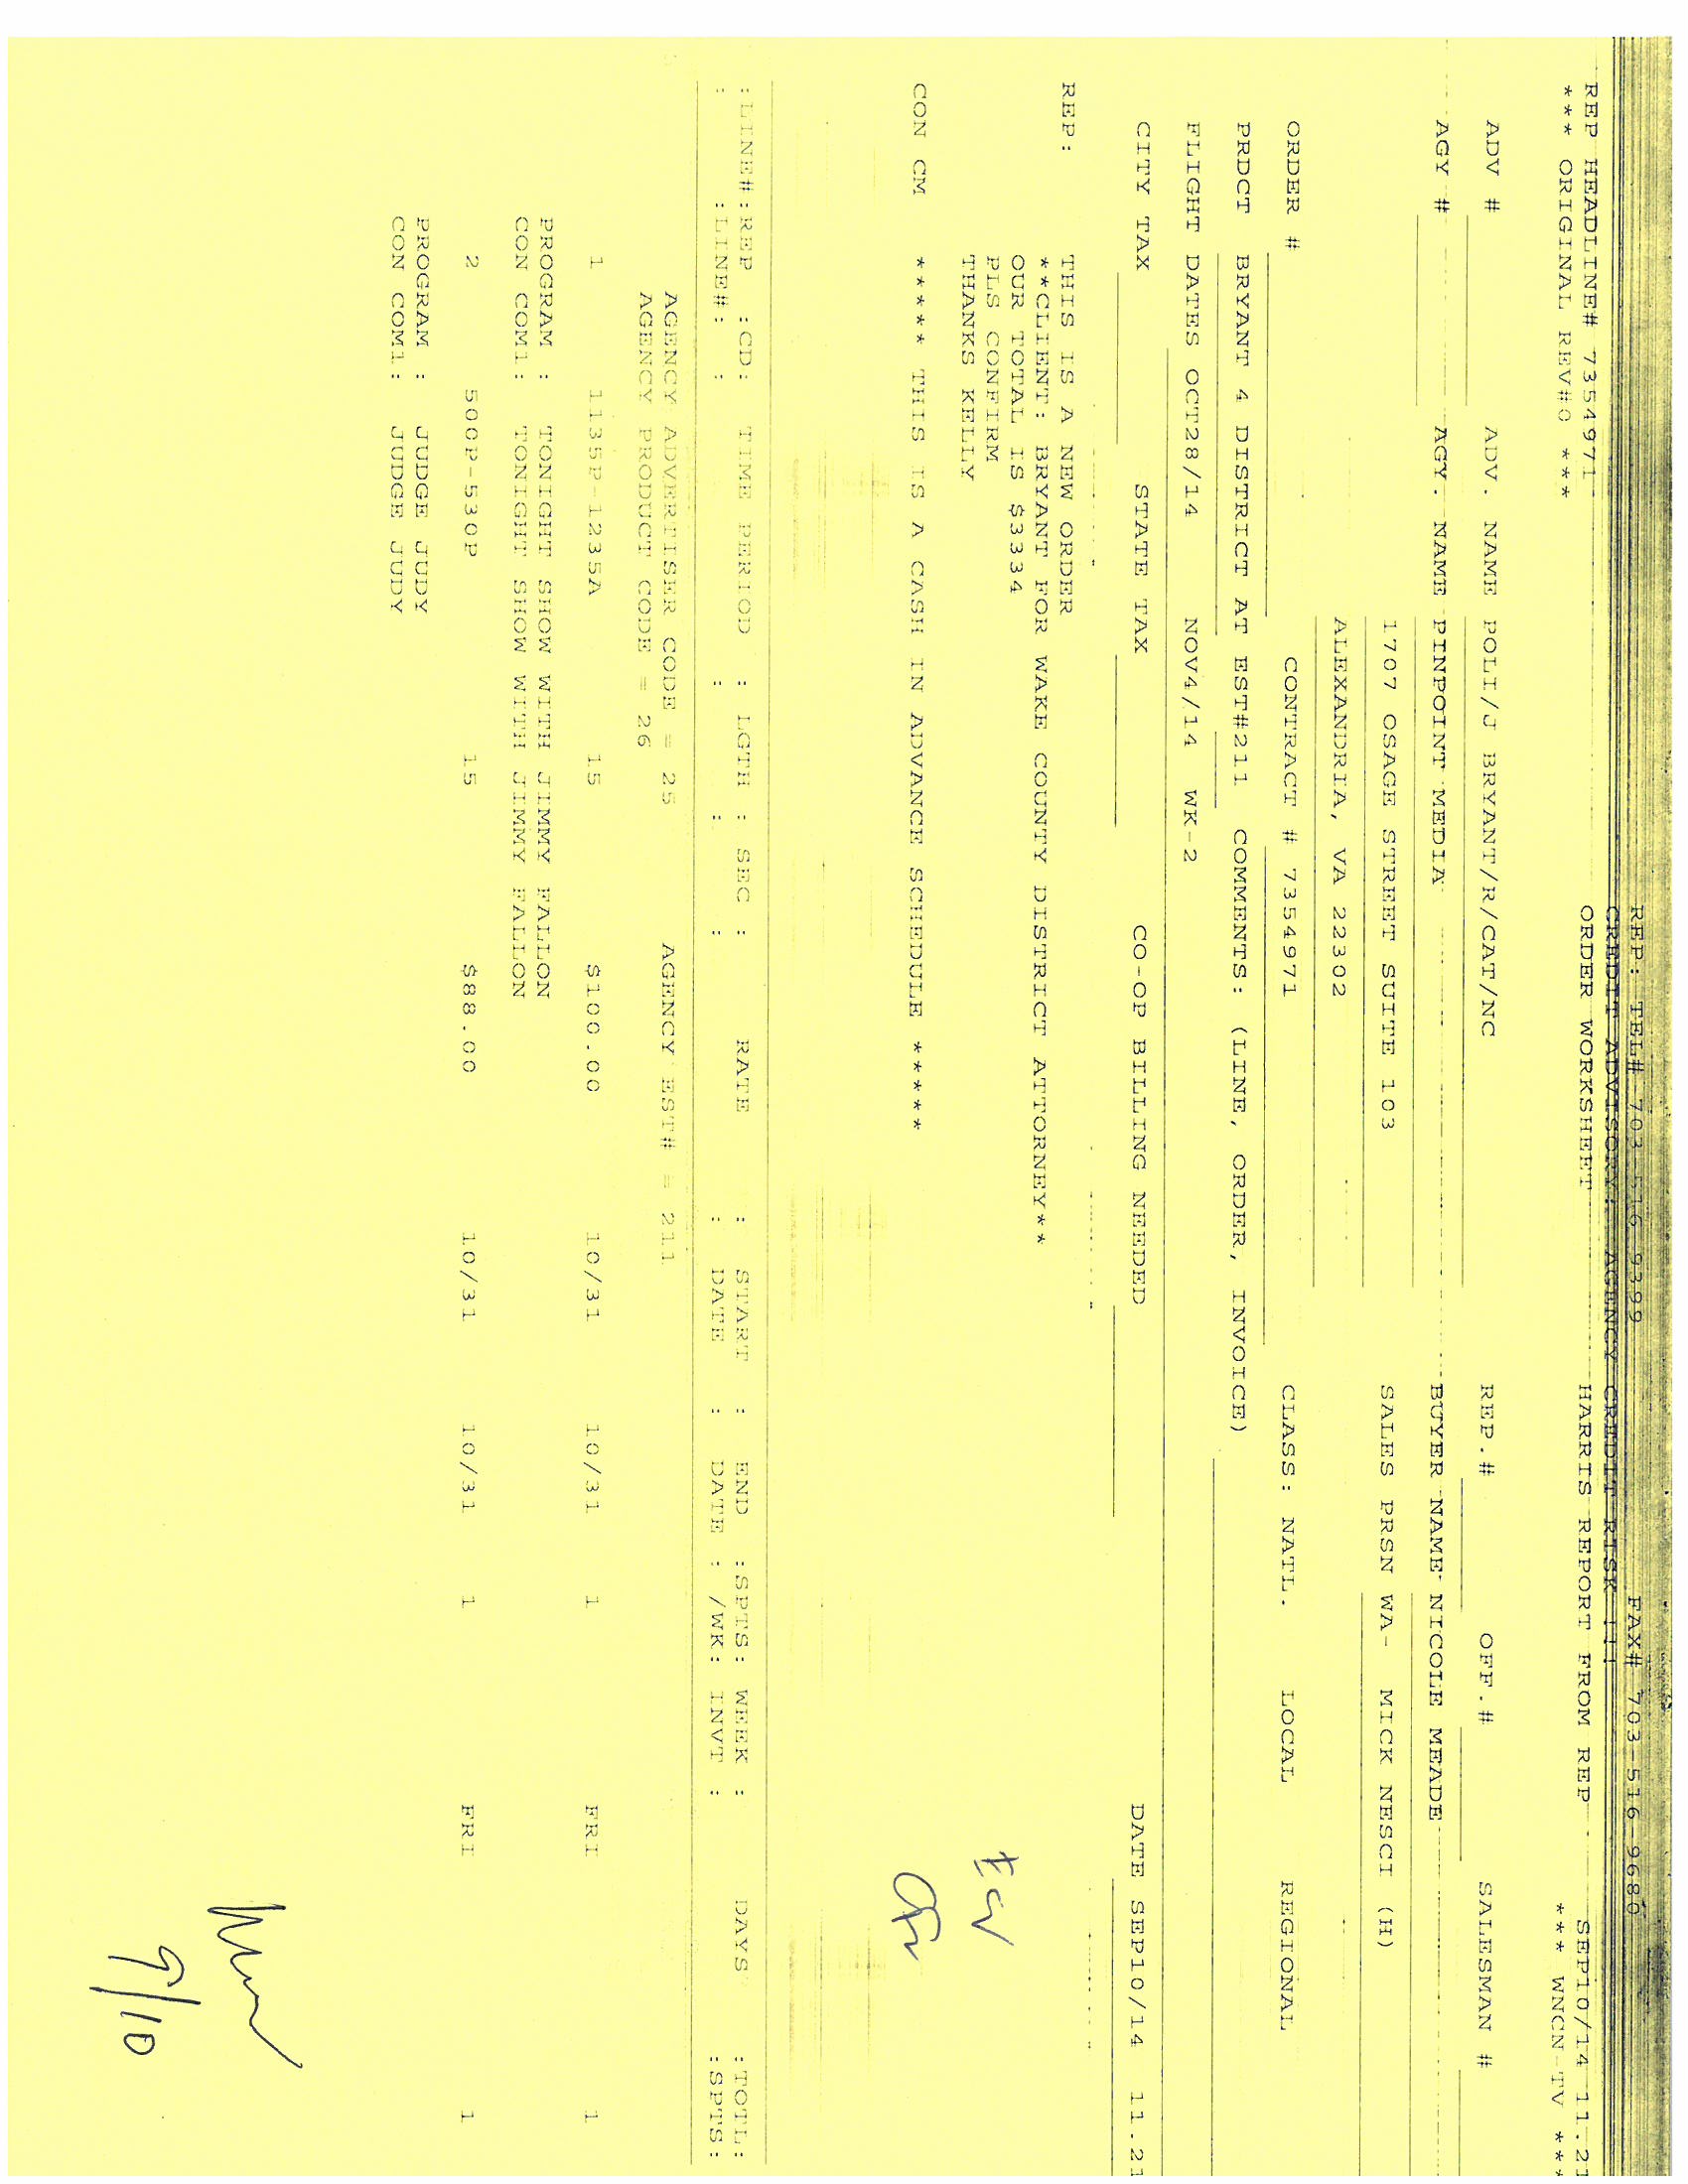 REP: TEL# 703-516 9399 FAX# 703-516-9680
CREDIT ADVISORY: AGENCY CREDIT RISK !!!
REP HEADLINE# 7354971 ORDER WORKSHEET HARRIS REPORT FROM REP SEP10/14 11.21
*** ORIGINAL REV#0 *** *** WNCN-TV ***
ADV # ADV. NAME POLI/J BRYANT/R/CAT/NC REP.# OFF.# SALESMAN #
AGY # AGY. NAME PINPOINT MEDIA BUYER NAME NICOLE MEADE
1707 OSAGE STREET SUITE 103 SALES PRSN WA- MICK NESCI (H)
ALEXANDRIA, VA 22302
ORDER # CONTRACT # 7354971 CLASS: NATL. LOCAL REGIONAL
PRDCT BRYANT 4 DISTRICT AT EST#211 COMMENTS: (LINE, ORDER, INVOICE)
FLIGHT DATES OCT28/14 NOV4/14 WK-2
CITY TAX STATE TAX CO-OP BILLING NEEDED DATE SEP10/14 11.21
REP: THIS IS A NEW ORDER
**CLIENT: BRYANT FOR WAKE COUNTY DISTRICT ATTORNEY**
OUR TOTAL IS $3334
PLS CONFIRM
THANKS KELLY
CON CM ***** THIS IS A CASH IN ADVANCE SCHEDULE *****
:LINE#:REP :CD: TIME PERIOD : LGTH : SEC : RATE : START : END :SPTS: WEEK : DAYS :TOTL:
: :LINE#: : : : : : DATE : DATE : /WK: INVT : :SPTS:
AGENCY ADVERTISER CODE = 25 AGENCY EST# = 211
AGENCY PRODUCT CODE = 26
1 1135P-1235A 15 $100.00 10/31 10/31 1 FRI 1
PROGRAM : TONIGHT SHOW WITH JIMMY FALLON
CON COM1: TONIGHT SHOW WITH JIMMY FALLON
2 500P-530P 15 $88.00 10/31 10/31 1 FRI 1
PROGRAM : JUDGE JUDY
CON COM1: JUDGE JUDY
9/10